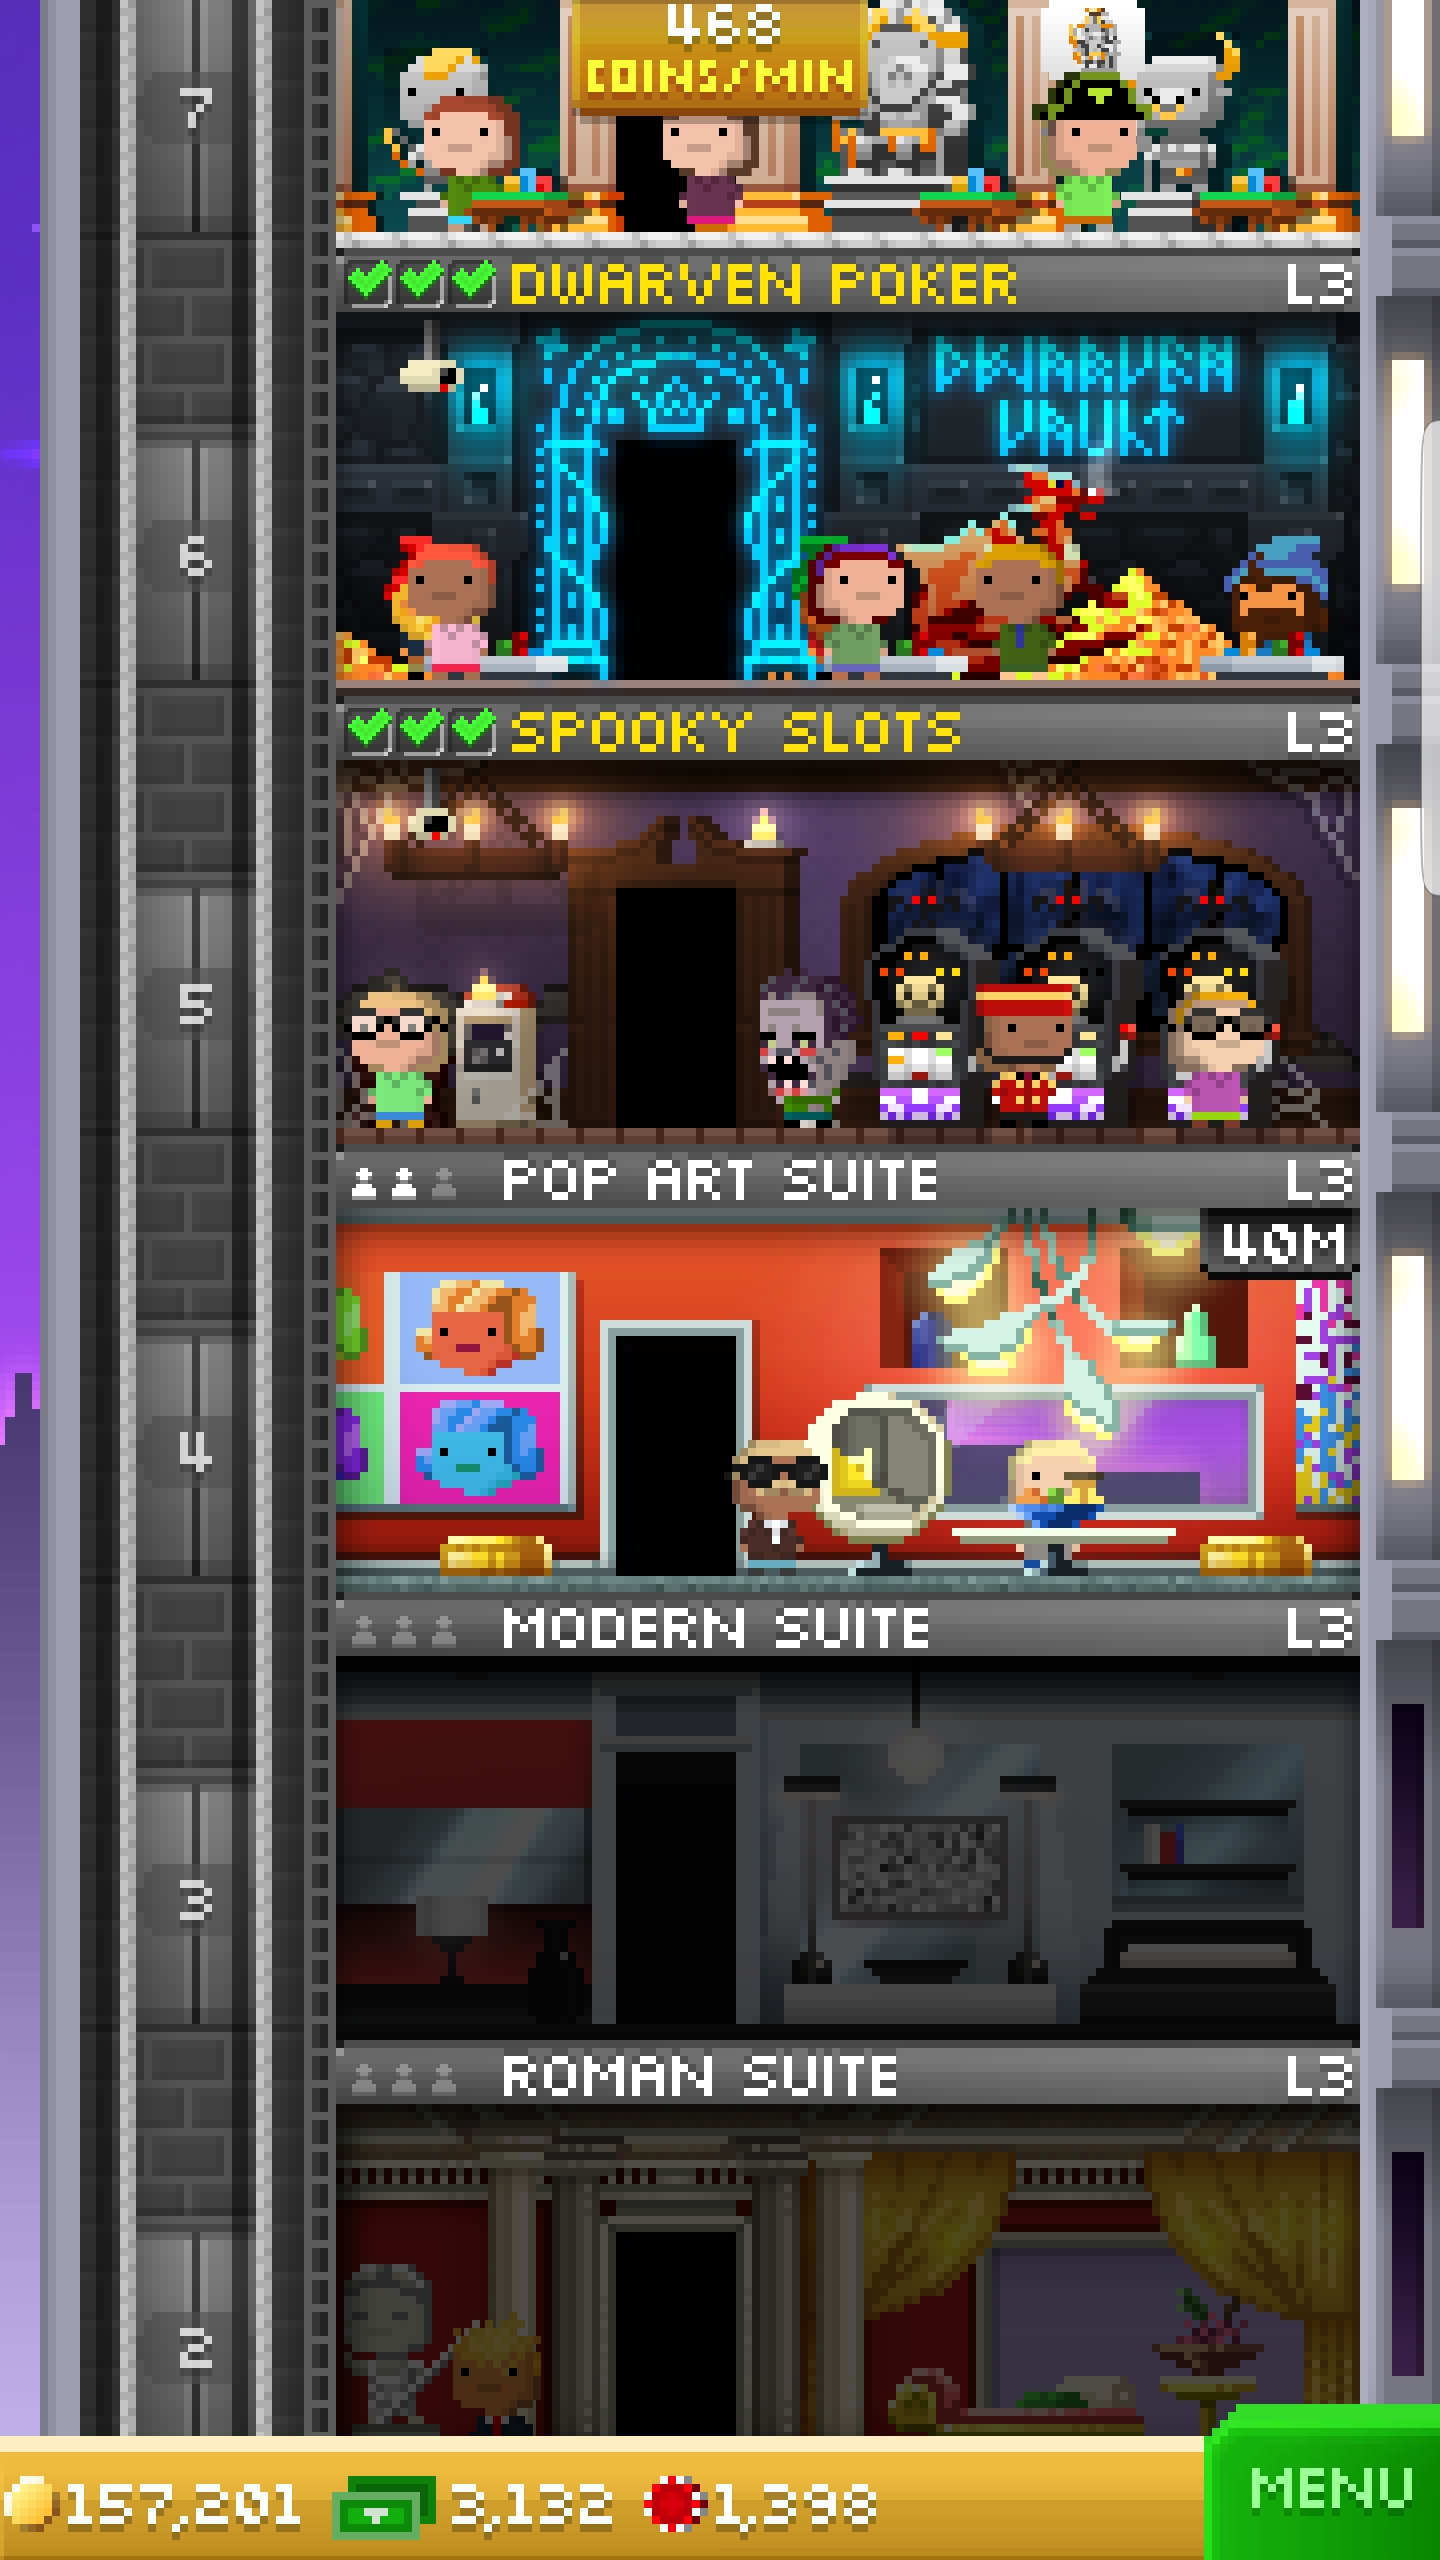 468
COINS/MIN
7
DWARVEN POKER L3
DWARVEN
VAULT
6
SPOOKY SLOTS L3
5
POP ART SUITE L3
40M
4
MODERN SUITE L3
3
ROMAN SUITE L3
2
157,201 3,132 1,398 MENU